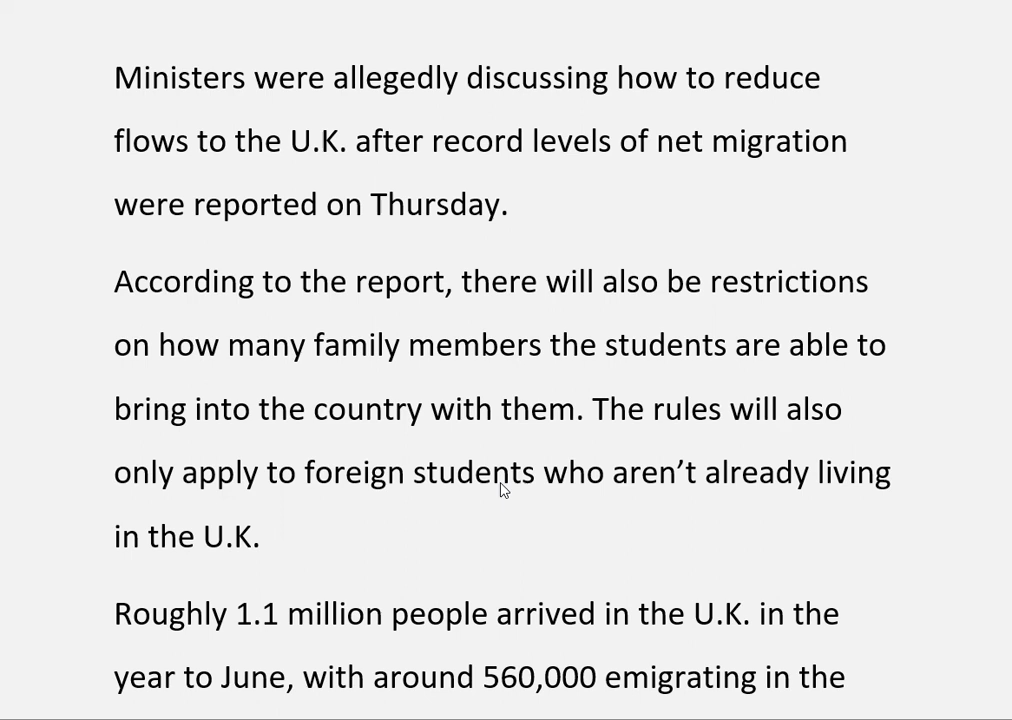 Ministers were allegedly discussing how to reduce
flows to the U.K. after record levels of net migration
were reported on Thursday.
According to the report, there will also be restrictions
on how many family members the students are able to
bring into the country with them. The rules will also
only apply to foreign students who aren’t already living
in the U.K.
Roughly 1.1 million people arrived in the U.K. in the
year to June, with around 560,000 emigrating in the